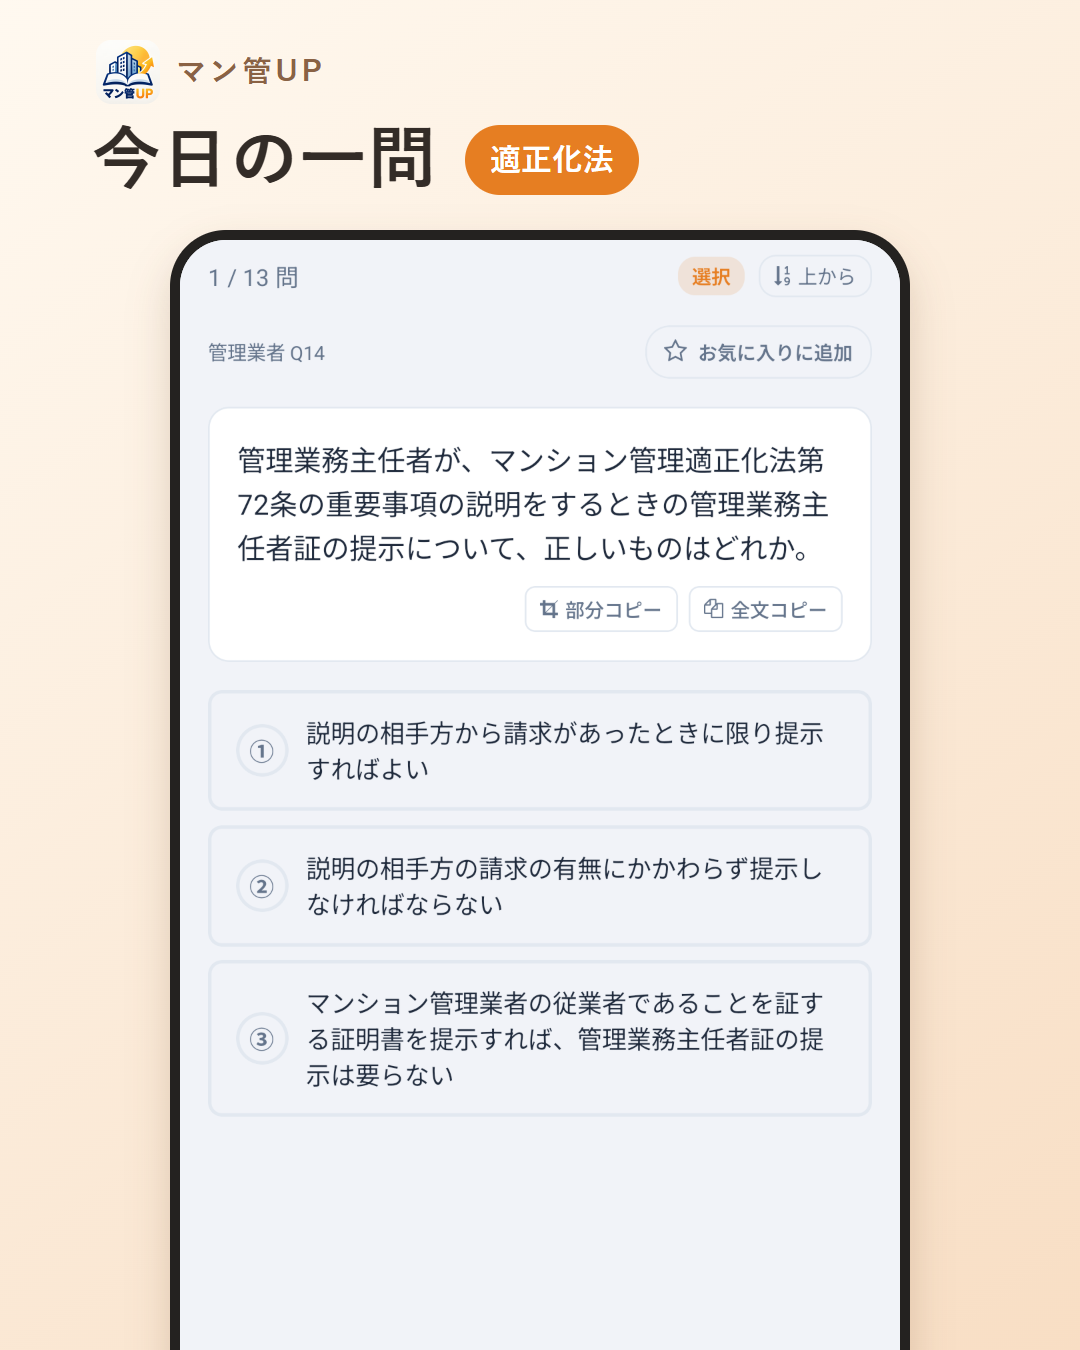 マン管UP
マン管UP
今日の一問
適正化法
1 / 13 問
選択
上から
管理業者 Q14
お気に入りに追加
管理業務主任者が、マンション管理適正化法第
72条の重要事項の説明をするときの管理業務主
任者証の提示について、正しいものはどれか。
部分コピー
全文コピー
① 説明の相手方から請求があったときに限り提示
すればよい
② 説明の相手方の請求の有無にかかわらず提示し
なければならない
③ マンション管理業者の従業者であることを証す
る証明書を提示すれば、管理業務主任者証の提
示は要らない